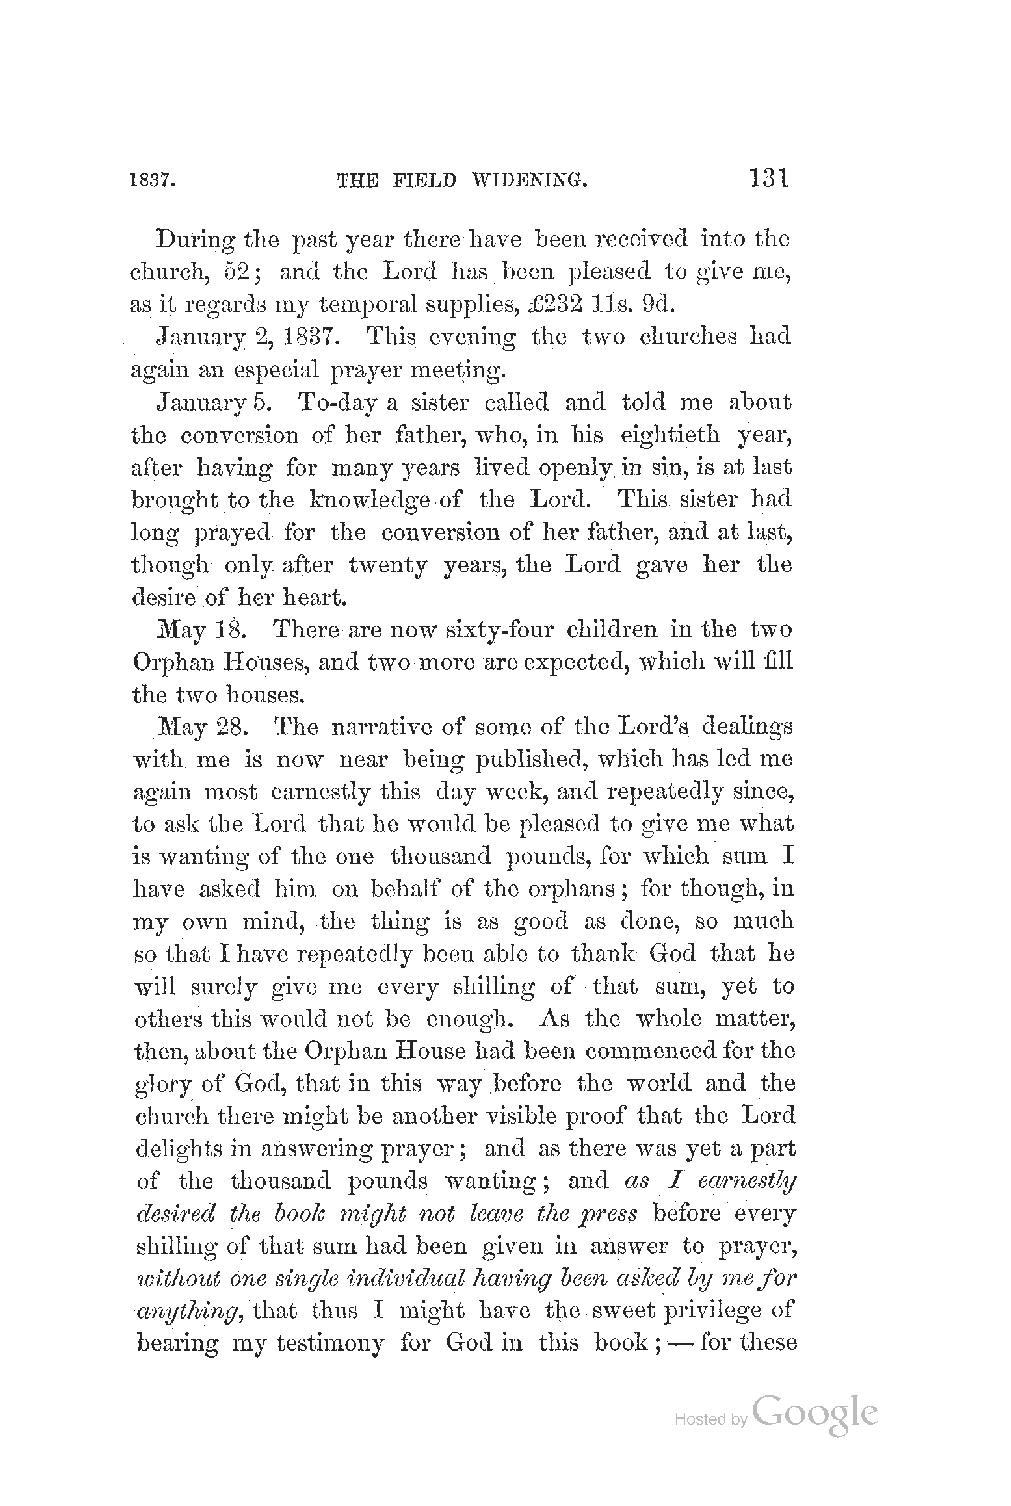 1837. THE FIELD WIDENING. 131
During the past year there have been received into the
church, 52; and the Lord has been pleased to give me,
as it regards my temporal supplies, £232 11s. 9d.
January 2, 1837. This evening the two churches had
again an especial prayer meeting.
January 5. To-day a sister called and told me about
the conversion of her father, who, in his eightieth year,
after having for many years lived openly in sin, is at last
brought to the knowledge of the Lord. This sister had
long prayed for the conversion of her father, and at last,
though only after twenty years, the Lord gave her the
desire of her heart.
May 18. There are now sixty-four children in the two
Orphan Houses, and two more are expected, which will fill
the two houses.
May 28. The narrative of some of the Lord's dealings
with me is now near being published, which has led me
again most earnestly this day week, and repeatedly since,
to ask the Lord that he would be pleased to give me what
is wanting of the one thousand pounds, for which sum I
have asked him on behalf of the orphans; for though, in
my own mind, the thing is as good as done, so much
so that I have repeatedly been able to thank God that he
will surely give me every shilling of that sum, yet to
others this would not be enough. As the whole matter,
then, about the Orphan House had been commenced for the
glory of God, that in this way before the world and the
church there might be another visible proof that the Lord
delights in answering prayer; and as there was yet a part
of the thousand pounds wanting; and as I earnestly
desired the book might not leave the press before every
shilling of that sum had been given in answer to prayer,
without one single individual having been asked by me for
anything, that thus I might have the sweet privilege of
bearing my testimony for God in this book;—for these
Hosted by Google